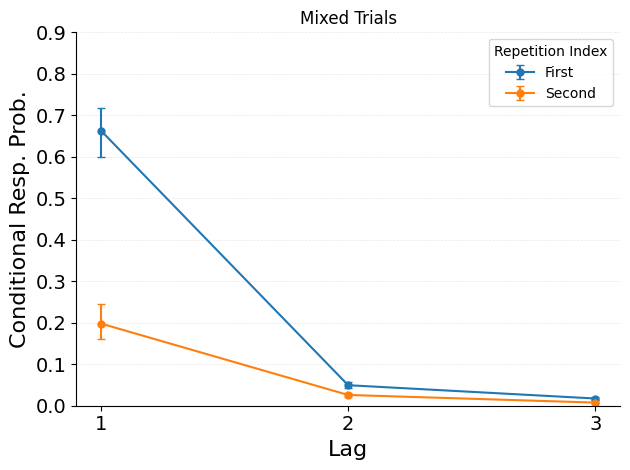 Mixed Trials
Conditional Resp. Prob.
0.9
0.8
0.7
0.6
0.5
0.4
0.3
0.2
0.1
0.0
Repetition Index
First
Second
1 2 3
Lag